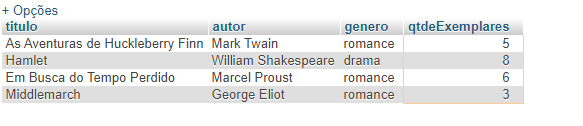 + Opções
titulo autor genero qtdeExemplares
As Aventuras de Huckleberry Finn Mark Twain romance 5
Hamlet William Shakespeare drama 8
Em Busca do Tempo Perdido Marcel Proust romance 6
Middlemarch George Eliot romance 3